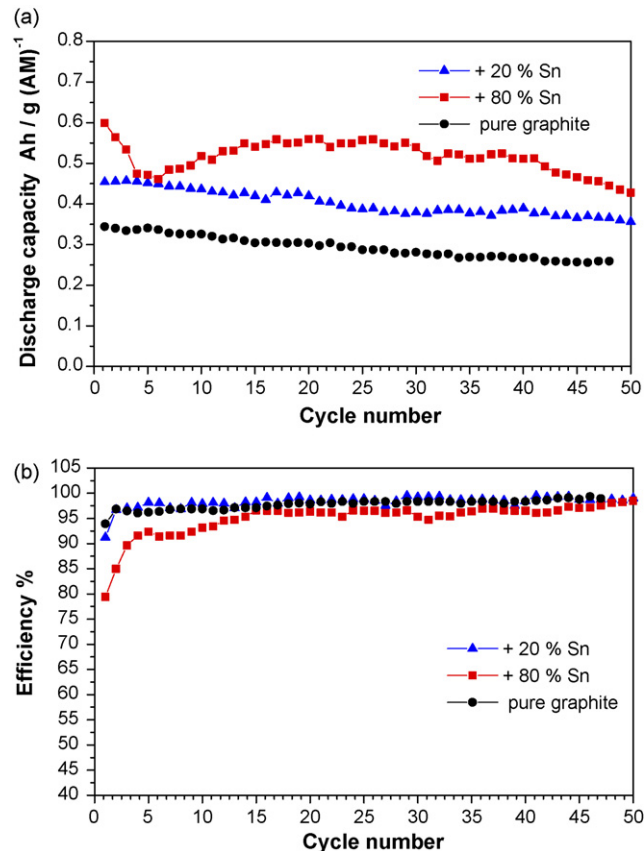 (a)
0.8
0.7
0.6
0.5
0.4
0.3
0.2
0.1
0.0
Discharge capacity Ah / g (AM)⁻¹
+ 20 % Sn
+ 80 % Sn
pure graphite
0 5 10 15 20 25 30 35 40 45 50
Cycle number
(b)
105
100
95
90
85
80
75
70
65
60
55
50
45
40
Efficiency %
+ 20 % Sn
+ 80 % Sn
pure graphite
0 5 10 15 20 25 30 35 40 45 50
Cycle number